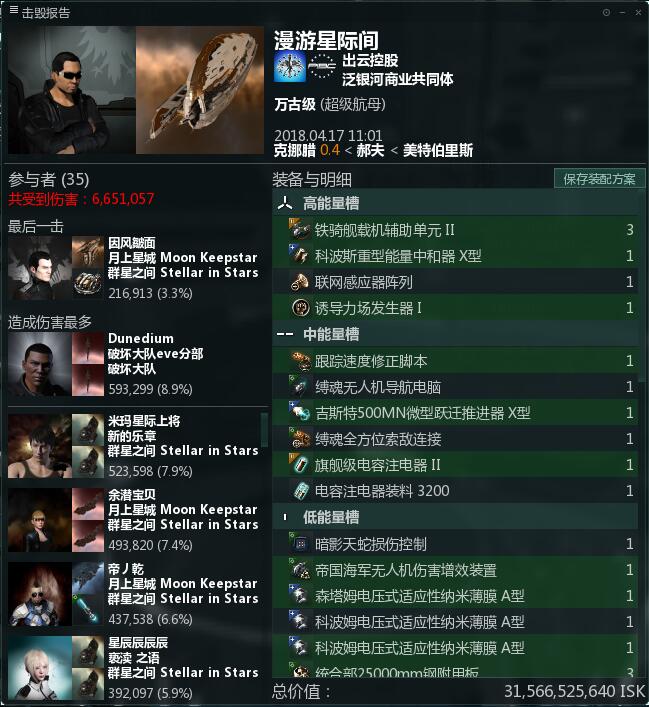 击毁报告
漫游星际间
出云控股
泛银河商业共同体
万古级 (超级航母)
2018.04.17 11:01
克挪腊 0.4 < 郝夫 < 美特伯里斯
参与者 (35)
共受到伤害：6,651,057
最后一击
因风皱面
月上星城 Moon Keepstar
群星之间 Stellar in Stars
216,913 (3.3%)
造成伤害最多
Dunedium
破坏大队eve分部
破坏大队
593,299 (8.9%)
米玛星际上将
新的乐章
群星之间 Stellar in Stars
523,598 (7.9%)
余潜宝贝
月上星城 Moon Keepstar
群星之间 Stellar in Stars
493,820 (7.4%)
帝丿乾
月上星城 Moon Keepstar
群星之间 Stellar in Stars
437,538 (6.6%)
星辰辰辰辰
亵渎 之语
群星之间 Stellar in Stars
392,097 (5.9%)
装备与明细
保存装配方案
高能量槽
铁骑舰载机辅助单元 II 3
科波斯重型能量中和器 X型 1
联网感应器阵列 1
诱导力场发生器 I 1
中能量槽
跟踪速度修正脚本 1
缚魂无人机导航电脑 1
吉斯特500MN微型跃迁推进器 X型 1
缚魂全方位索敌连接 1
旗舰级电容注电器 II 1
电容注电器装料 3200 1
低能量槽
暗影天蛇损伤控制 1
帝国海军无人机伤害增效装置 1
森塔姆电压式适应性纳米薄膜 A型 1
科波姆电压式适应性纳米薄膜 A型 1
科波姆电压式适应性纳米薄膜 A型 1
统合部25000mm钢附甲板 3
总价值： 31,566,525,640 ISK